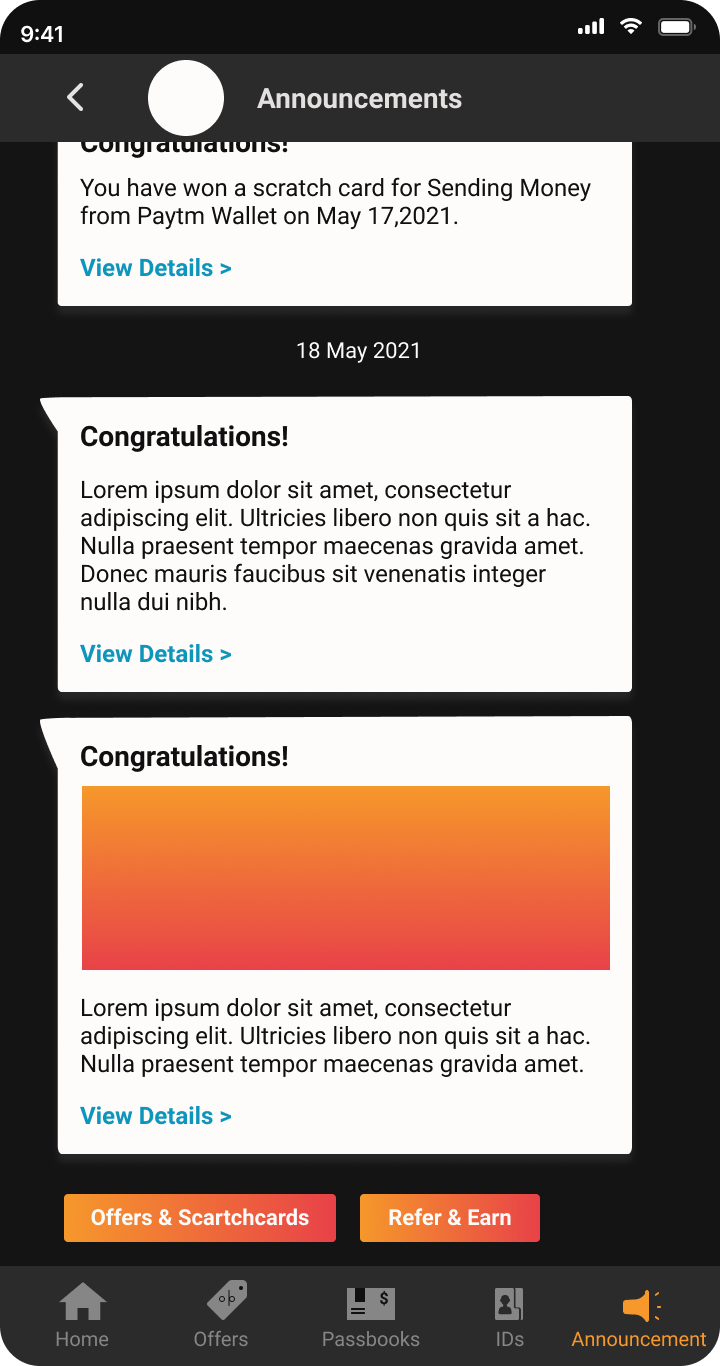 9:41
Announcements
Congratulations!
You have won a scratch card for Sending Money
from Paytm Wallet on May 17,2021.
View Details >
18 May 2021
Congratulations!
Lorem ipsum dolor sit amet, consectetur
adipiscing elit. Ultricies libero non quis sit a hac.
Nulla praesent tempor maecenas gravida amet.
Donec mauris faucibus sit venenatis integer
nulla dui nibh.
View Details >
Congratulations!
Lorem ipsum dolor sit amet, consectetur
adipiscing elit. Ultricies libero non quis sit a hac.
Nulla praesent tempor maecenas gravida amet.
View Details >
Offers & Scartchcards Refer & Earn
Home Offers Passbooks IDs Announcement